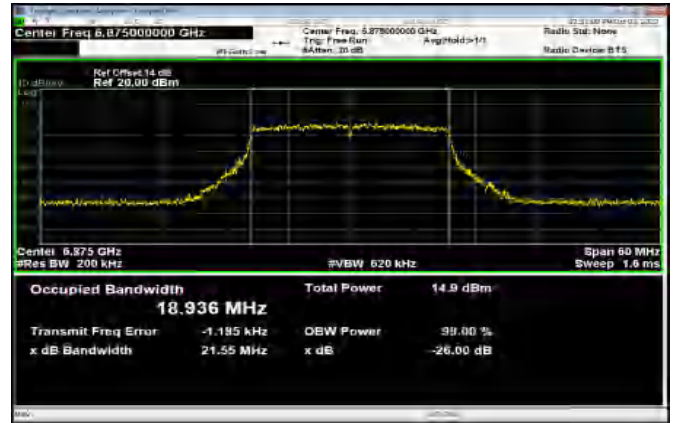 Center Freq 6.875000000 GHz
Center Freq: 6.875000000 GHz
Radio Std: None
Trig: Free Run
Avg|Hold>1/1
#Atten: 20 dB
Radio Device: BTS
Ref Offset 14 dB
Ref 20.00 dBm
Log
Center 6.875 GHz
Span 60 MHz
#Res BW 200 kHz
#VBW 620 kHz
Sweep 1.6 ms
Occupied Bandwidth
Total Power
14.9 dBm
18.936 MHz
Transmit Freq Error
-1.195 kHz
OBW Power
99.00 %
x dB Bandwidth
21.55 MHz
x dB
-26.00 dB